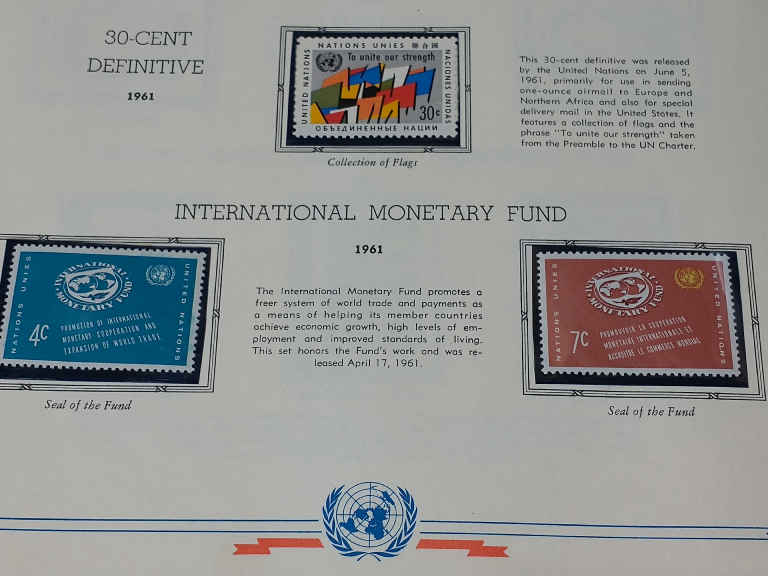 30-CENT
DEFINITIVE
1961
NATIONS UNIES 聯合國
UNITED NATIONS
To unite our strength
NACIONES UNIDAS
30c
ОБЪЕДИНЕННЫЕ НАЦИИ
Collection of Flags
This 30-cent definitive was released
by the United Nations on June 5,
1961, primarily for use in sending
one-ounce airmail to Europe and
Northern Africa and also for special
delivery mail in the United States. It
features a collection of flags and the
phrase "To unite our strength" taken
from the Preamble to the UN Charter.
INTERNATIONAL MONETARY FUND
1961
NATIONS UNIES
INTERNATIONAL
MONETARY FUND
4c
PROMOTION OF INTERNATIONAL
MONETARY COOPERATION AND
EXPANSION OF WORLD TRADE
UNITED NATIONS
Seal of the Fund
The International Monetary Fund promotes a
freer system of world trade and payments as
a means of helping its member countries
achieve economic growth, high levels of em-
ployment and improved standards of living.
This set honors the Fund's work and was re-
leased April 17, 1961.
NATIONS UNIES
INTERNATIONAL
MONETARY FUND
7c
PROMOUVOIR LA COOPERATION
MONETAIRE INTERNATIONALE ET
ACCROITRE LE COMMERCE MONDIAL
UNITED NATIONS
Seal of the Fund